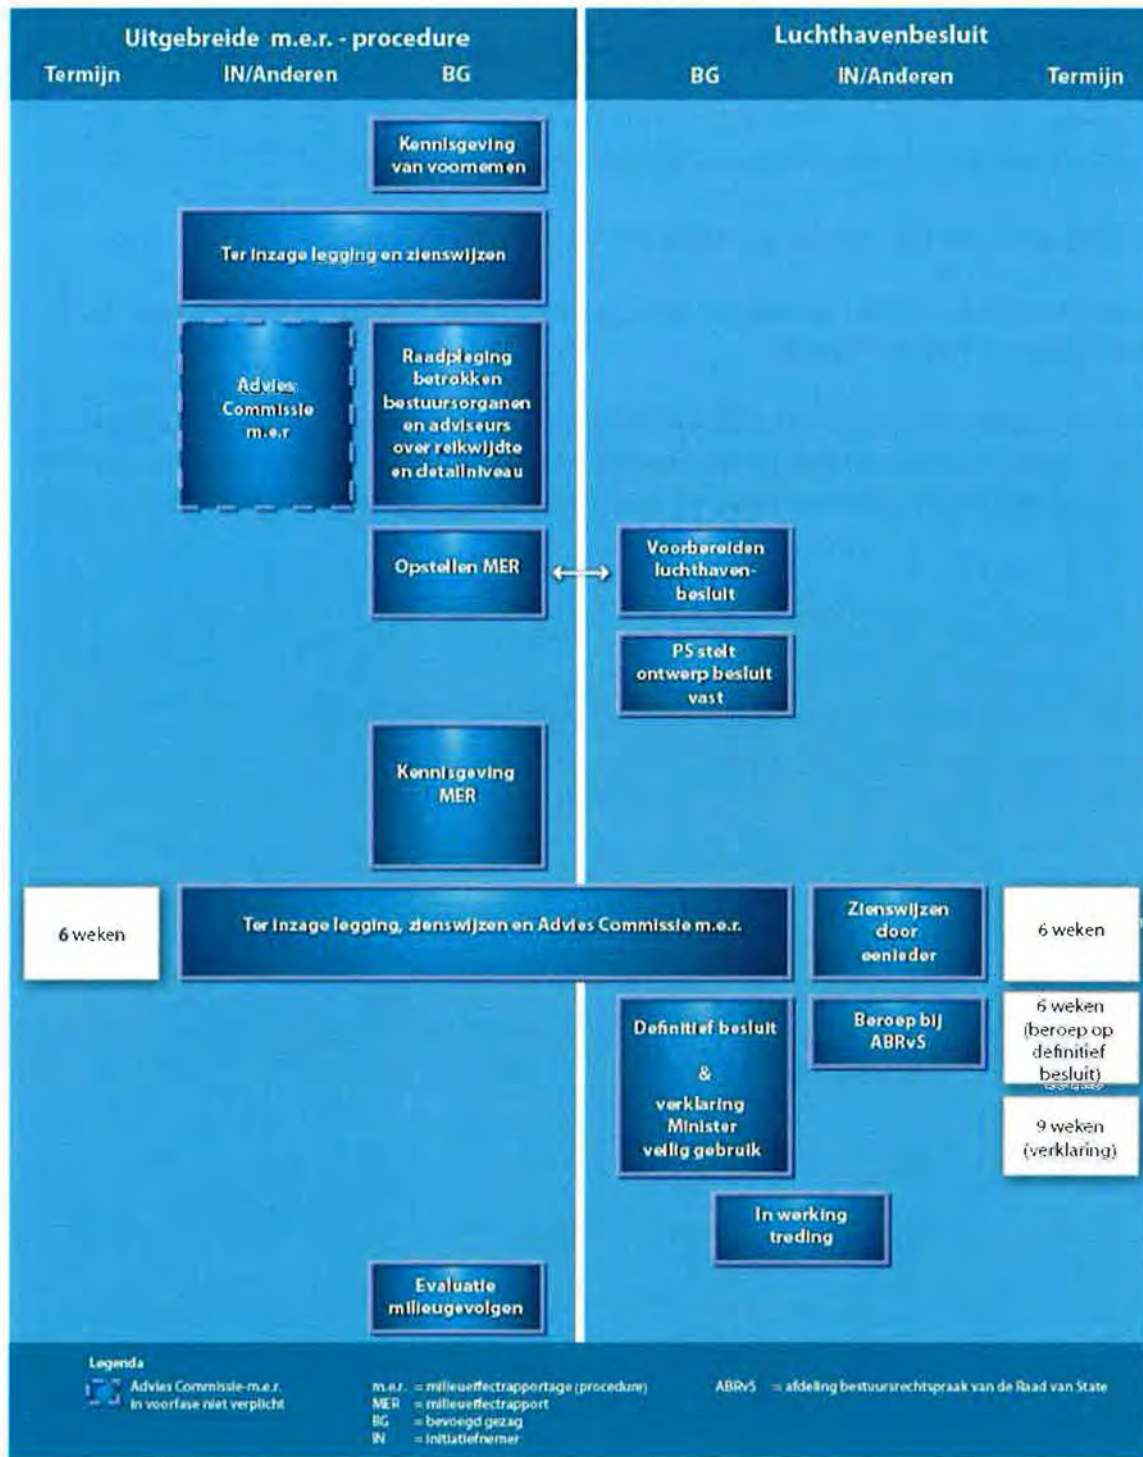 Uitgebreide m.e.r. - procedure
Termijn IN/Anderen BG
Luchthavenbesluit
BG IN/Anderen Termijn
Kennisgeving
van voornemen
Ter inzage legging en zienswijzen
Advies
Commissie
m.e.r
Raadpleging
betrokken
bestuursorganen
en adviseurs
over reikwijdte
en detailniveau
Opstellen MER
Voorbereiden
luchthaven-
besluit
PS stelt
ontwerp besluit
vast
Kennisgeving
MER
6 weken
Ter inzage legging, zienswijzen en Advies Commissie m.e.r.
Zienswijzen
door
eenieder
6 weken
Definitief besluit
&
verklaring
Minister
veilig gebruik
Beroep bij
ABRvS
6 weken
(beroep op
definitief
besluit)
9 weken
(verklaring)
In werking
treding
Evaluatie
milieugevolgen
Legenda
Advies Commissie-m.e.r.
in voorfase niet verplicht
m.e.r. = milieueffectrapportage (procedure)
MER = milieueffectrapport
BG = bevoegd gezag
IN = initiatiefnemer
ABRvS = afdeling bestuursrechtspraak van de Raad van State